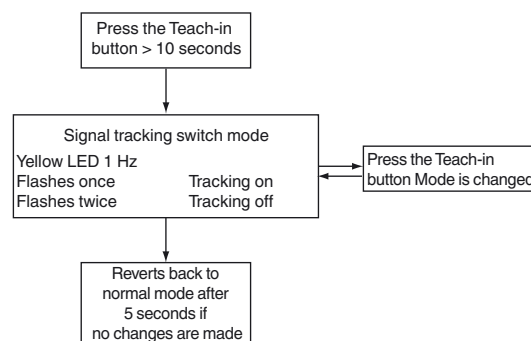 Press the Teach-in
button > 10 seconds
Signal tracking switch mode
Yellow LED 1 Hz
Flashes once Tracking on
Flashes twice Tracking off
Press the Teach-in
button Mode is changed
Reverts back to
normal mode after
5 seconds if
no changes are made